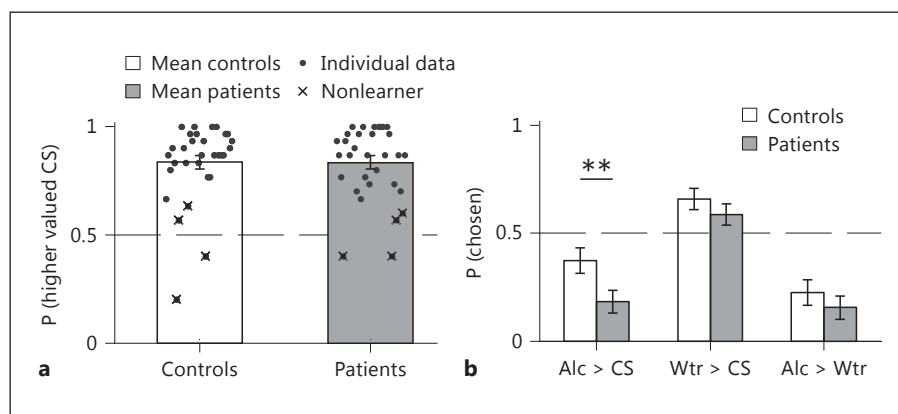 Mean controls
Individual data
Mean patients
Nonlearner
P (higher valued CS)
1
0.5
0
Controls
Patients
a
Controls
Patients
P (chosen)
1
0.5
0
**
Alc > CS
Wtr > CS
Alc > Wtr
b